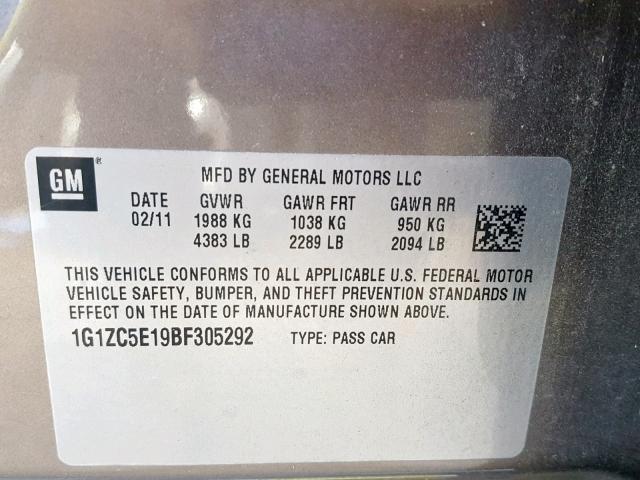 GM®
MFD BY GENERAL MOTORS LLC
DATE GVWR GAWR FRT GAWR RR
02/11 1988 KG 1038 KG 950 KG
4383 LB 2289 LB 2094 LB
THIS VEHICLE CONFORMS TO ALL APPLICABLE U.S. FEDERAL MOTOR
VEHICLE SAFETY, BUMPER, AND THEFT PREVENTION STANDARDS IN
EFFECT ON THE DATE OF MANUFACTURE SHOWN ABOVE.
1G1ZC5E19BF305292 TYPE: PASS CAR